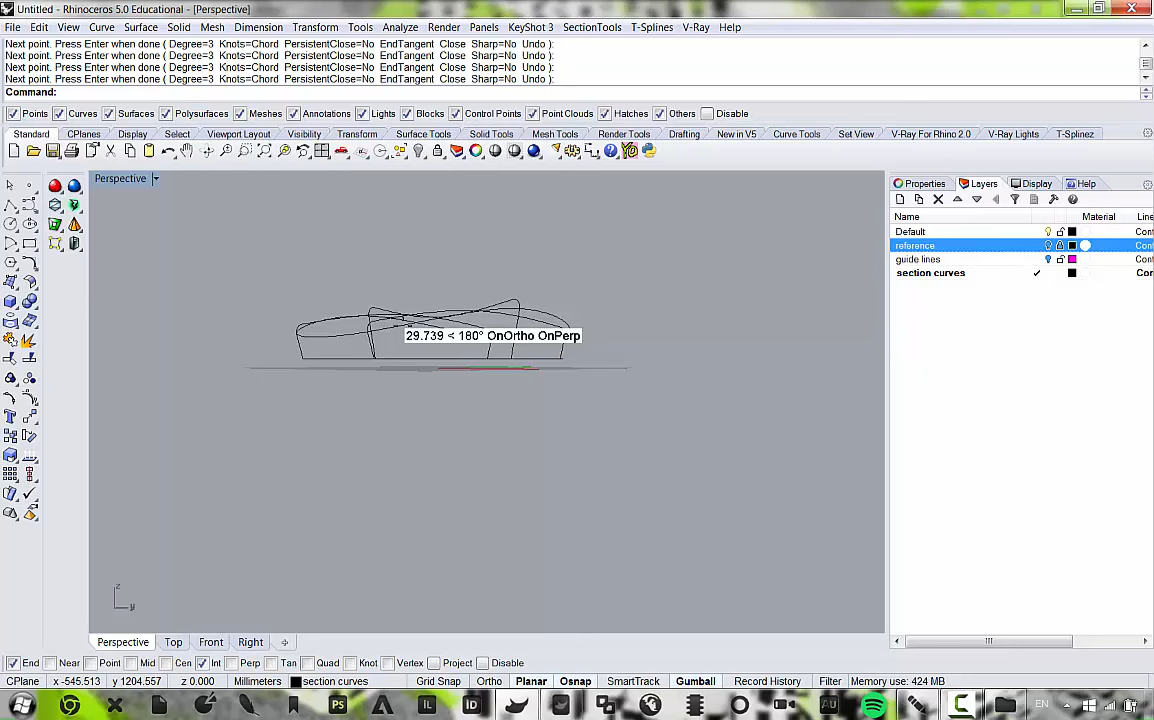 Untitled - Rhinoceros 5.0 Educational - [Perspective]
File Edit View Curve Surface Solid Mesh Dimension Transform Tools Analyze Render Panels KeyShot 3 SectionTools T-Splines V-Ray Help
Next point. Press Enter when done ( Degree=3 Knots=Chord PersistentClose=No EndTangent Close Sharp=No Undo ):
Next point. Press Enter when done ( Degree=3 Knots=Chord PersistentClose=No EndTangent Close Sharp=No Undo ):
Next point. Press Enter when done ( Degree=3 Knots=Chord PersistentClose=No EndTangent Close Sharp=No Undo ):
Next point. Press Enter when done ( Degree=3 Knots=Chord PersistentClose=No EndTangent Close Sharp=No Undo ):
Command:
Points Curves Surfaces Polysurfaces Meshes Annotations Lights Blocks Control Points Point Clouds Hatches Others Disable
Standard CPlanes Display Select Viewport Layout Visibility Transform Surface Tools Solid Tools Mesh Tools Render Tools Drafting New in V5 Curve Tools Set View V-Ray For Rhino 2.0 V-Ray Lights T-Splinez
Perspective
Properties Layers Display Help
Name Material Line
Default Cont
reference Cont
guide lines Cont
section curves Cor
29.739 < 180° OnOrtho OnPerp
z
y
Perspective Top Front Right
End Near Point Mid Cen Int Perp Tan Quad Knot Vertex Project Disable
CPlane x -545.513 y 1204.557 z 0.000 Millimeters section curves Grid Snap Ortho Planar Osnap SmartTrack Gumball Record History Filter Memory use: 424 MB
PS IL ID AU EN